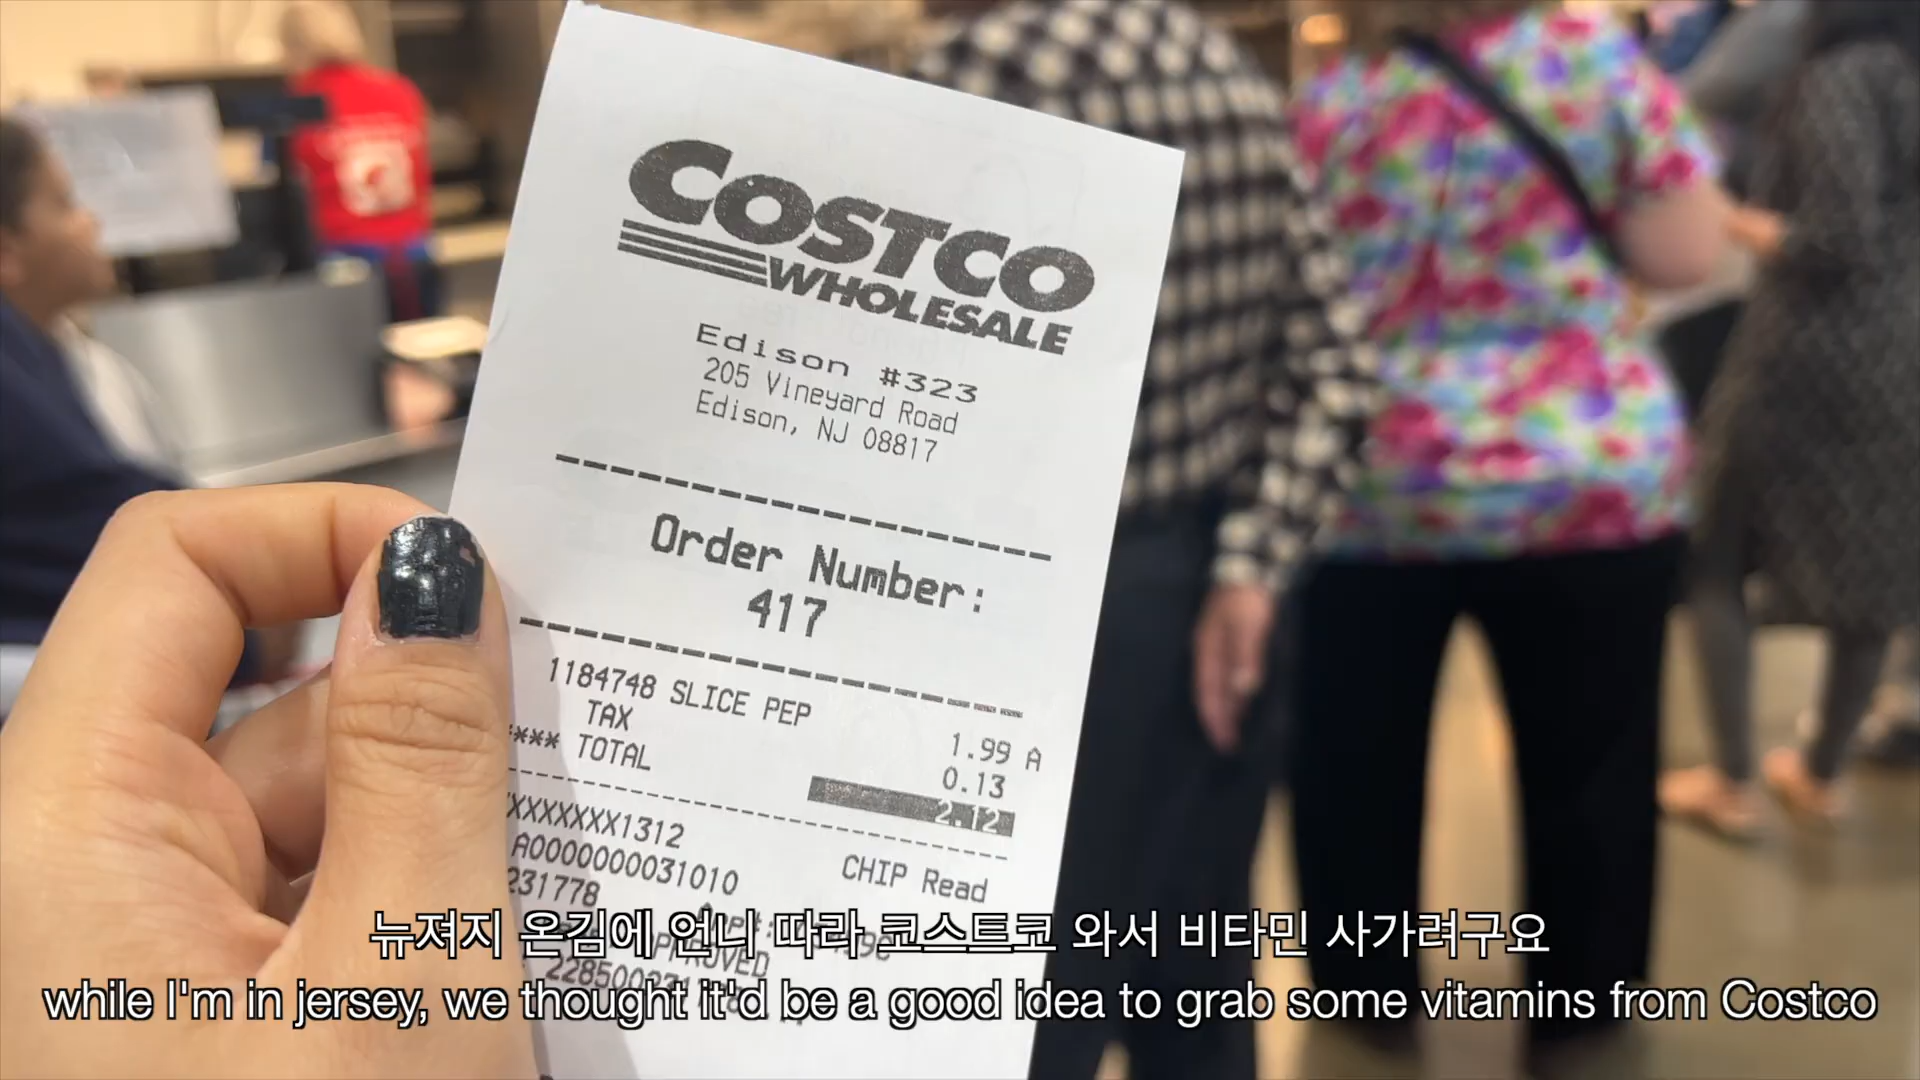 COSTCO
WHOLESALE
Edison #323
205 Vineyard Road
Edison, NJ 08817
Order Number:
417
1184748 SLICE PEP 1.99 A
TAX 0.13
**** TOTAL 2.12
XXXXXXX1312 CHIP Read
A0000000031010
231778
APPROVED
뉴져지 온김에 언니 따라 코스트코 와서 비타민 사가려구요
while I'm in jersey, we thought it'd be a good idea to grab some vitamins from Costco